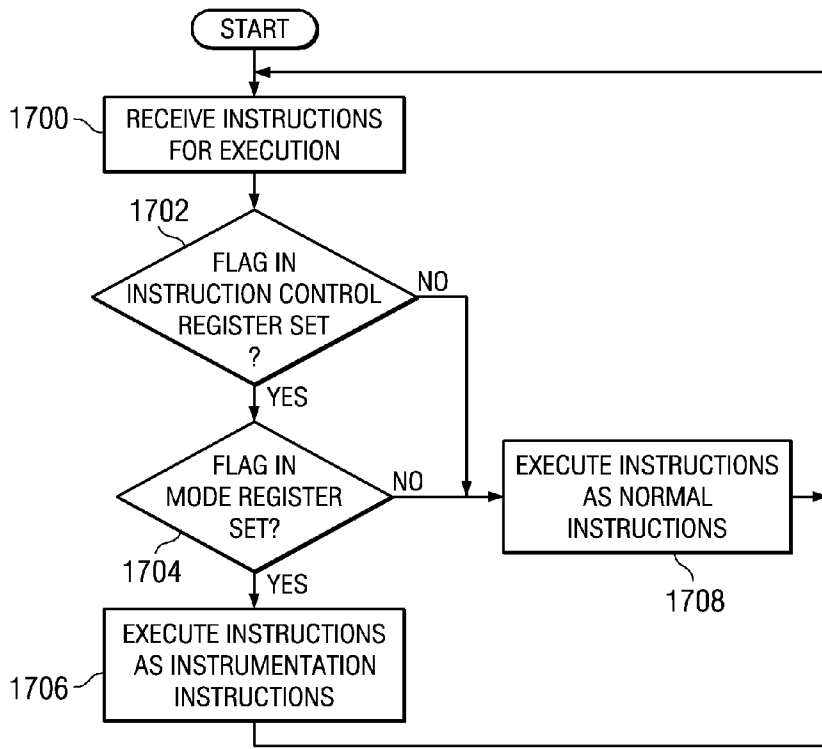 START
1700
RECEIVE INSTRUCTIONS
FOR EXECUTION
1702
FLAG IN
INSTRUCTION CONTROL
REGISTER SET
?
NO
YES
FLAG IN
MODE REGISTER
SET?
NO
1704
YES
EXECUTE INSTRUCTIONS
AS NORMAL
INSTRUCTIONS
1708
EXECUTE INSTRUCTIONS
AS INSTRUMENTATION
INSTRUCTIONS
1706